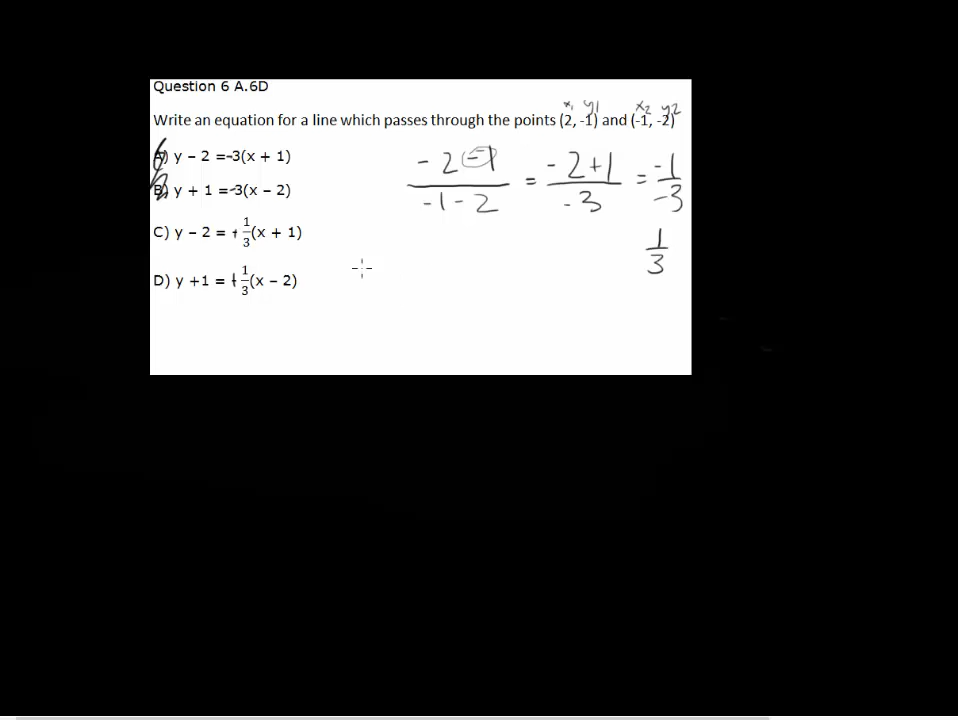 Question 6 A.6D
x1 y1 x2 y2
Write an equation for a line which passes through the points (2, -1) and (-1, -2)
A) y – 2 =-3(x + 1)
B) y + 1 =-3(x – 2)
C) y – 2 = +1/3(x + 1)
D) y +1 = +1/3(x – 2)
-2 - -1 / -1 - 2 = -2+1 / -3 = -1 / -3
1/3